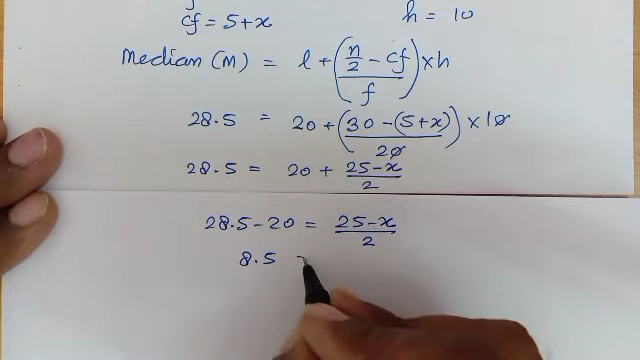 cf = 5+x h = 10
Median (M) = l + (n/2 - cf / f) × h
28.5 = 20 + (30 - (5+x) / 20) × 10
28.5 = 20 + 25-x / 2
28.5 - 20 = 25-x / 2
8.5